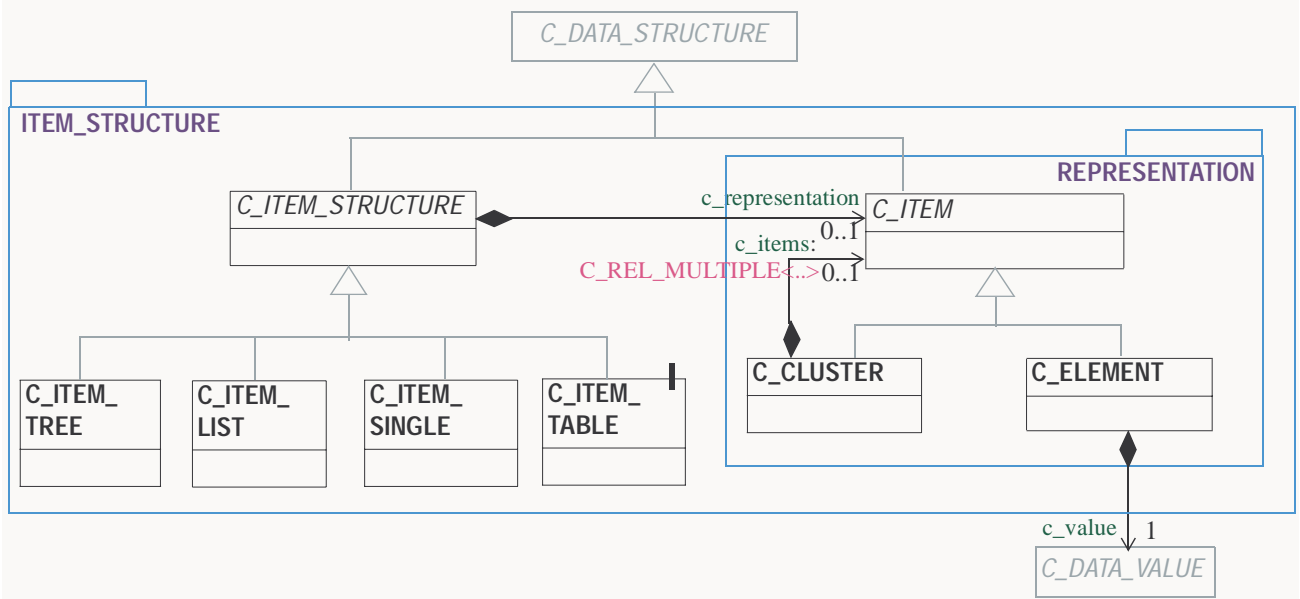 C_DATA_STRUCTURE
ITEM_STRUCTURE
REPRESENTATION
C_ITEM_STRUCTURE
c_representation
C_ITEM
0..1
c_items:
C_REL_MULTIPLE<..>
0..1
C_ITEM_
TREE
C_ITEM_
LIST
C_ITEM_
SINGLE
C_ITEM_
TABLE
C_CLUSTER
C_ELEMENT
c_value
1
C_DATA_VALUE